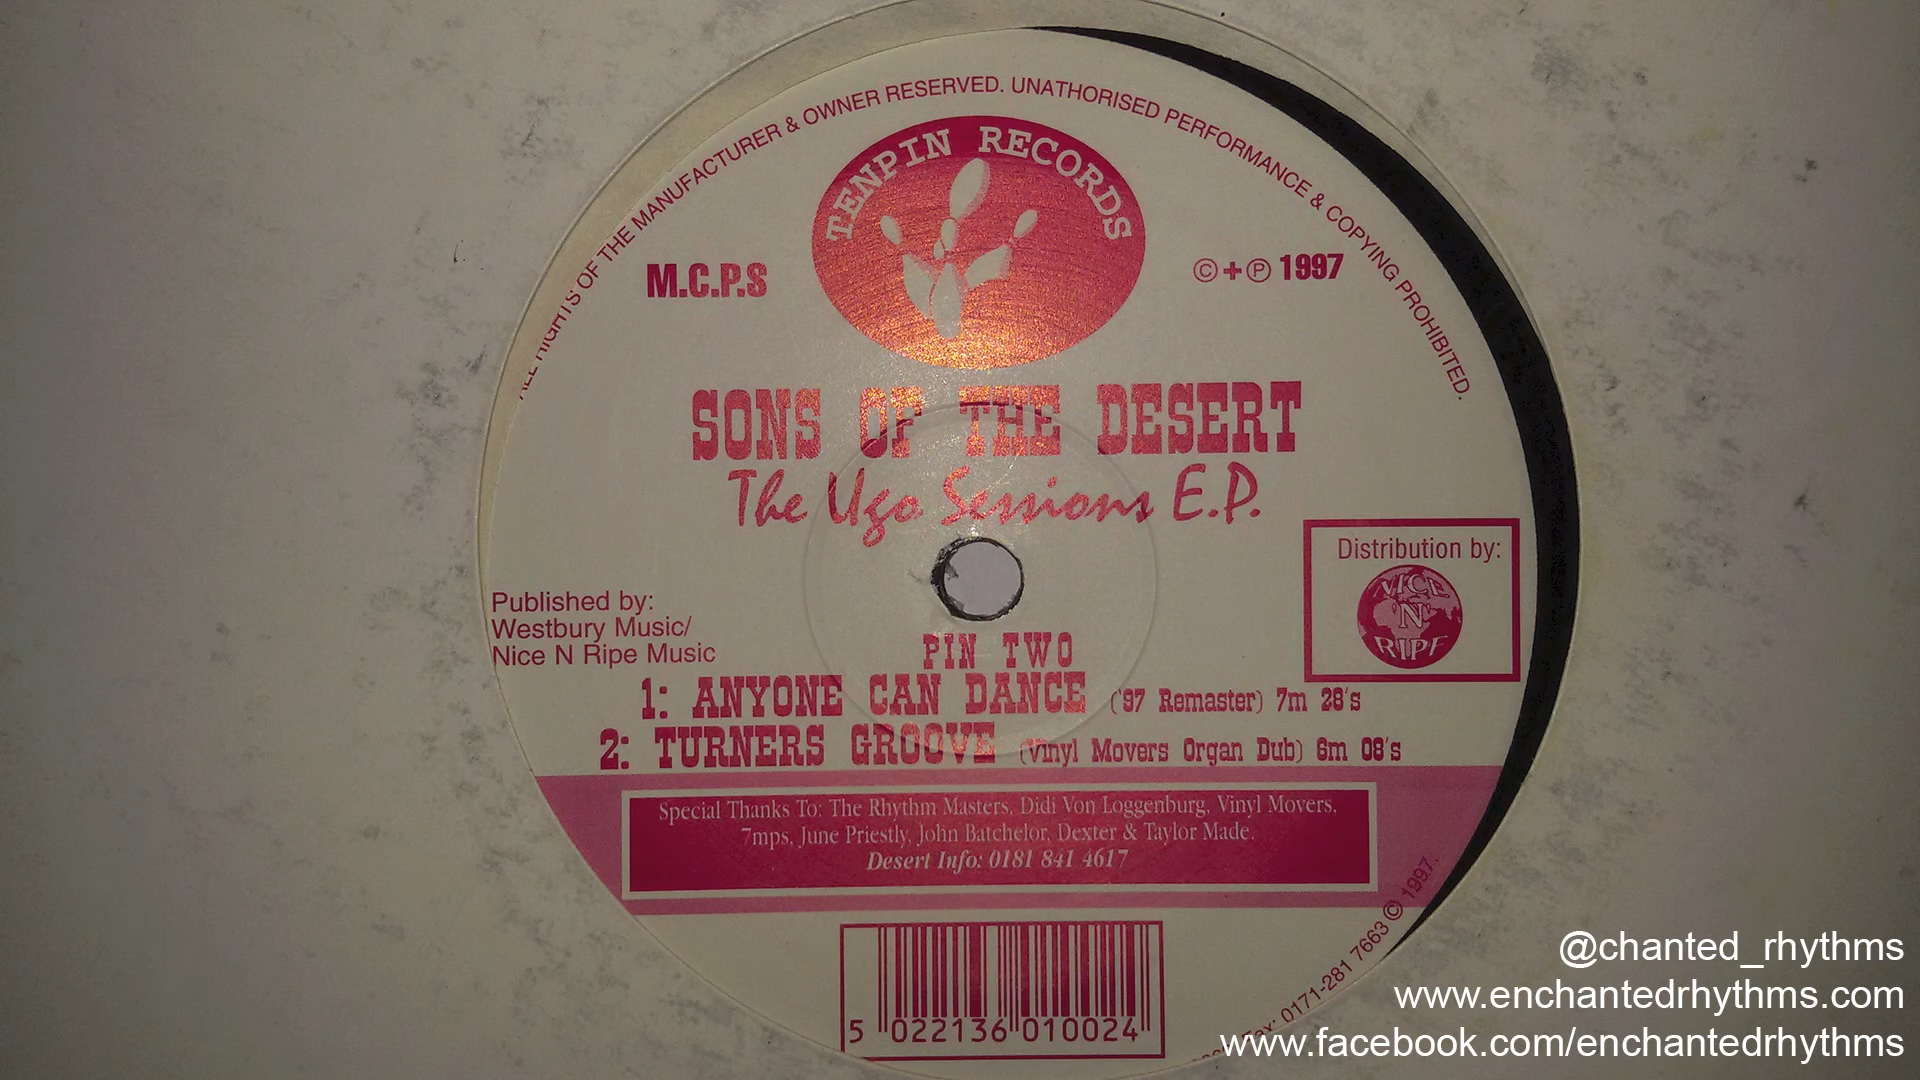 ALL RIGHTS OF THE MANUFACTURER & OWNER RESERVED. UNATHORISED PERFORMANCE & COPYING PROHIBITED.
TENPIN RECORDS
M.C.P.S
© + ℗ 1997
SONS OF THE DESERT
The Ugo Sessions E.P.
Distribution by:
NICE
'N'
RIPE
Published by:
Westbury Music/
Nice N Ripe Music
PIN TWO
1: ANYONE CAN DANCE ('97 Remaster) 7m 28's
2: TURNERS GROOVE (Vinyl Movers Organ Dub) 6m 08's
Special Thanks To: The Rhythm Masters, Didi Von Loggenburg, Vinyl Movers,
7mps, June Priestly, John Batchelor, Dexter & Taylor Made.
Desert Info: 0181 841 4617
5 022136 010024
Fax: 0171-281 7663 © 1997.
@chanted_rhythms
www.enchantedrhythms.com
www.facebook.com/enchantedrhythms